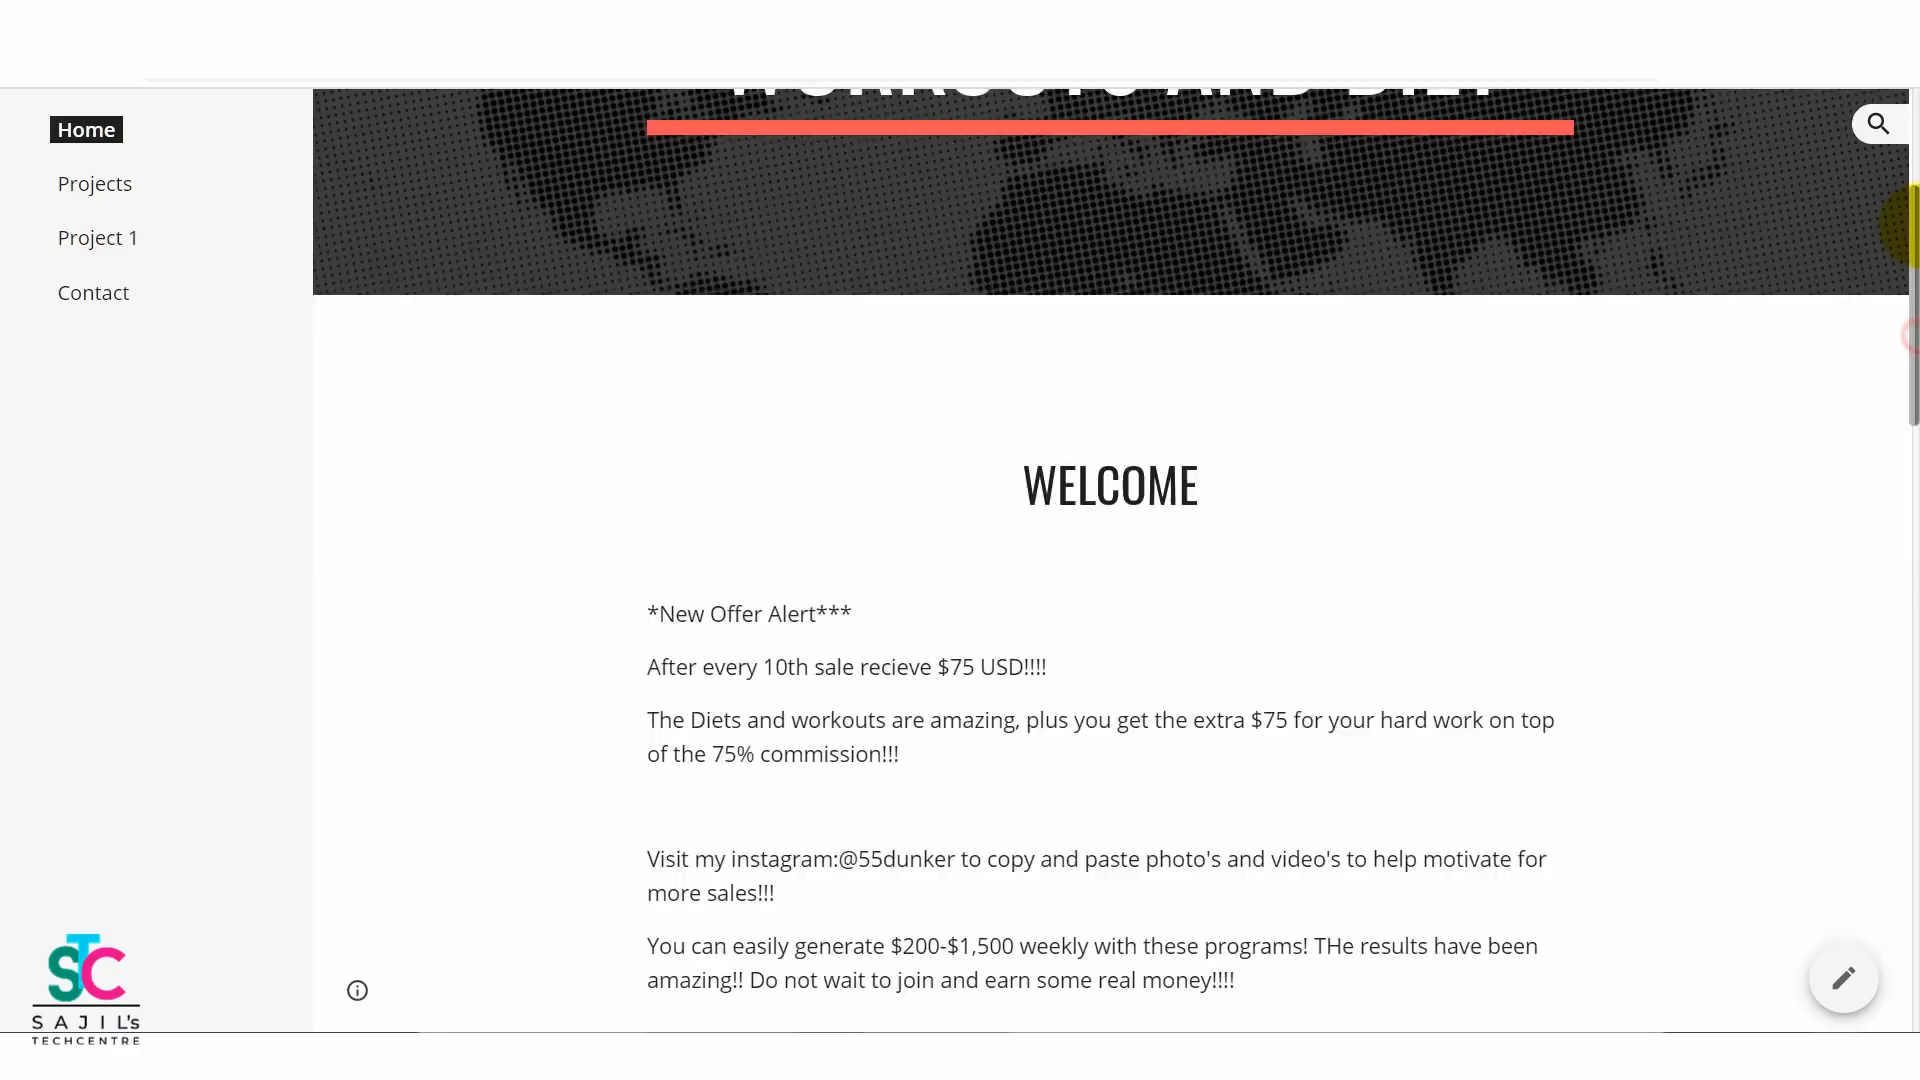 WORKOUTS AND DIET
Home
Projects
Project 1
Contact
WELCOME
*New Offer Alert***
After every 10th sale recieve $75 USD!!!!
The Diets and workouts are amazing, plus you get the extra $75 for your hard work on top
of the 75% commission!!!
Visit my instagram:@55dunker to copy and paste photo's and video's to help motivate for
more sales!!!
You can easily generate $200-$1,500 weekly with these programs! THe results have been
amazing!! Do not wait to join and earn some real money!!!!
STC
SAJIL's
TECHCENTRE